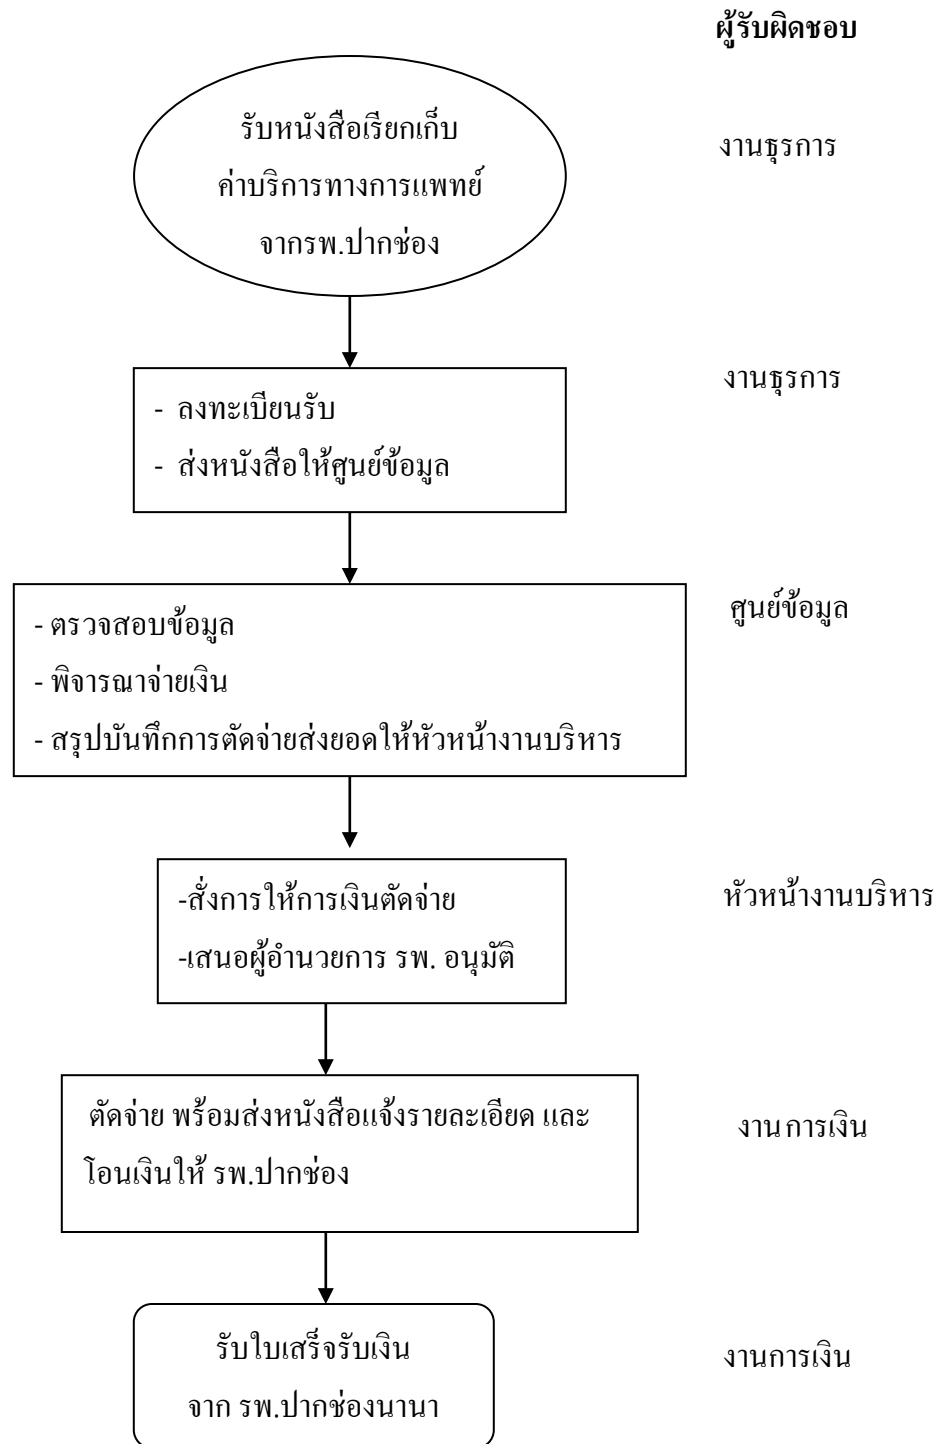 ผู้รับผิดชอบ
รับหนังสือเรียกเก็บ
ค่าบริการทางการแพทย์
จากรพ.ปากช่อง
งานธุรการ
- ลงทะเบียนรับ
- ส่งหนังสือให้ศูนย์ข้อมูล
งานธุรการ
- ตรวจสอบข้อมูล
- พิจารณาจ่ายเงิน
- สรุปบันทึกการตัดจ่ายส่งยอดให้หัวหน้างานบริหาร
ศูนย์ข้อมูล
-สั่งการให้การเงินตัดจ่าย
-เสนอผู้อำนวยการ รพ. อนุมัติ
หัวหน้างานบริหาร
ตัดจ่าย พร้อมส่งหนังสือแจ้งรายละเอียด และ
โอนเงินให้ รพ.ปากช่อง
งานการเงิน
รับใบเสร็จรับเงิน
จาก รพ.ปากช่องนานา
งานการเงิน